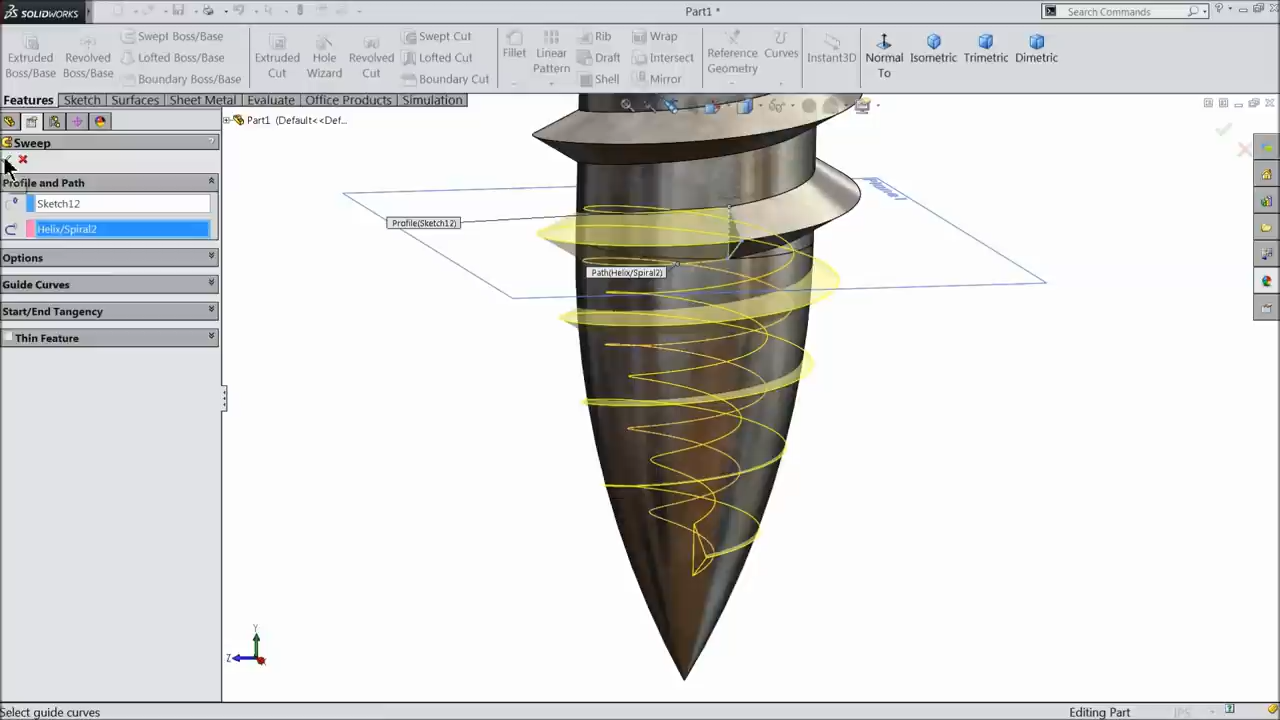 SOLIDWORKS
Part1 *
Search Commands
Extruded Boss/Base
Revolved Boss/Base
Swept Boss/Base
Lofted Boss/Base
Boundary Boss/Base
Extruded Cut
Hole Wizard
Revolved Cut
Swept Cut
Lofted Cut
Boundary Cut
Fillet
Linear Pattern
Rib
Draft
Shell
Wrap
Intersect
Mirror
Reference Geometry
Curves
Instant3D
Normal To
Isometric
Trimetric
Dimetric
Features
Sketch
Surfaces
Sheet Metal
Evaluate
Office Products
Simulation
Part1 (Default<<Def...
Sweep
Profile and Path
Sketch12
Helix/Spiral2
Options
Guide Curves
Start/End Tangency
Thin Feature
Profile(Sketch12)
Path(Helix/Spiral2)
Plane1
Y
Z
Select guide curves
Editing Part
IPS